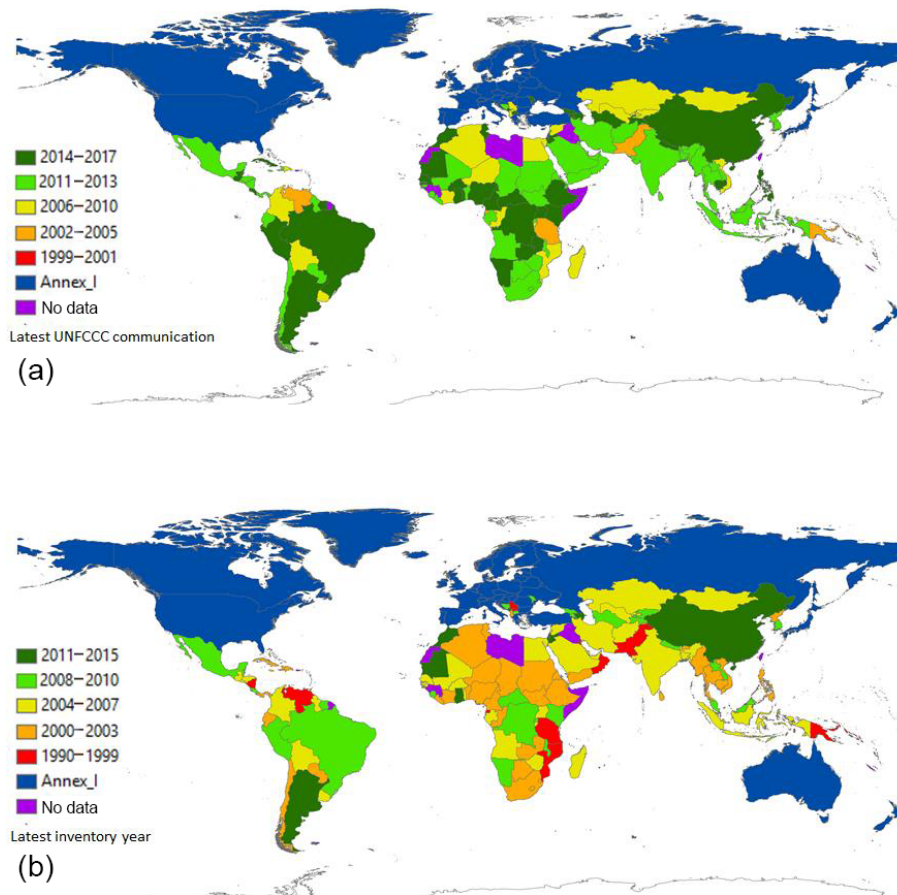 2014–2017
2011–2013
2006–2010
2002–2005
1999–2001
Annex_I
No data
Latest UNFCCC communication
(a)
2011–2015
2008–2010
2004–2007
2000–2003
1990–1999
Annex_I
No data
Latest inventory year
(b)